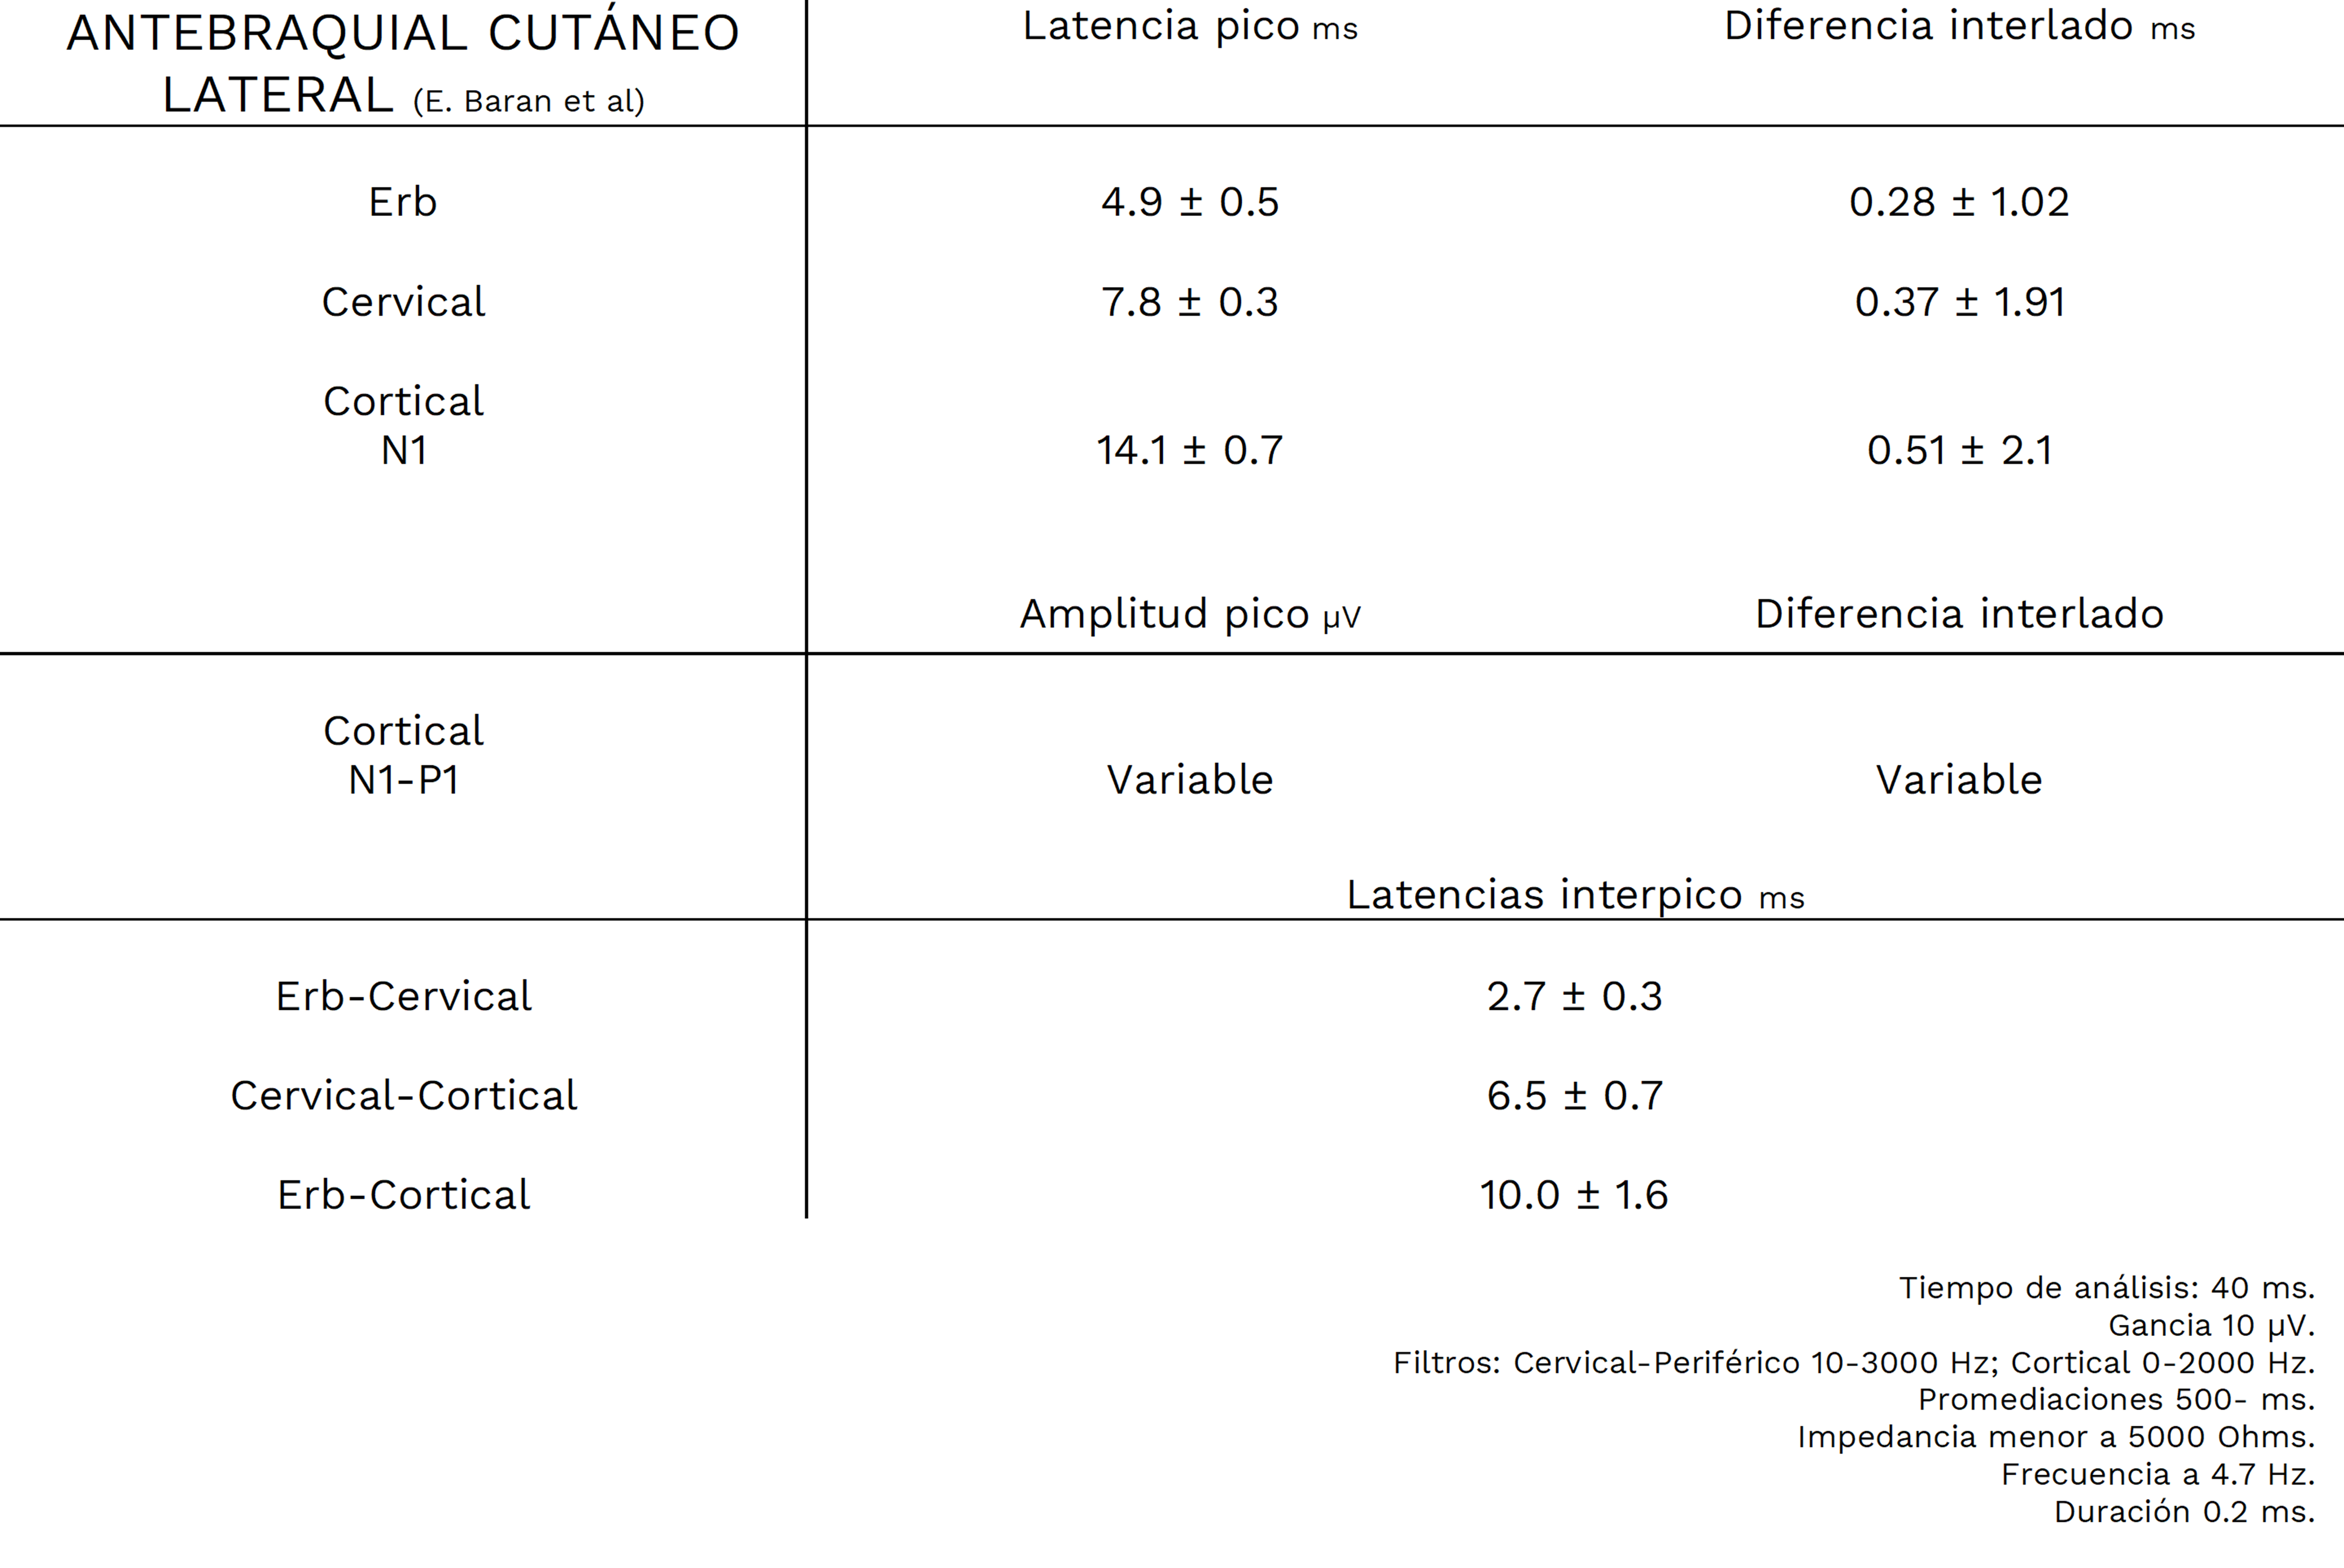 ANTEBRAQUIAL CUTÁNEO
LATERAL (E. Baran et al)
Latencia pico ms
Diferencia interlado ms
Erb
4.9 ± 0.5
0.28 ± 1.02
Cervical
7.8 ± 0.3
0.37 ± 1.91
Cortical
N1
14.1 ± 0.7
0.51 ± 2.1
Amplitud pico µV
Diferencia interlado
Cortical
N1-P1
Variable
Variable
Latencias interpico ms
Erb-Cervical
2.7 ± 0.3
Cervical-Cortical
6.5 ± 0.7
Erb-Cortical
10.0 ± 1.6
Tiempo de análisis: 40 ms.
Gancia 10 µV.
Filtros: Cervical-Periférico 10-3000 Hz; Cortical 0-2000 Hz.
Promediaciones 500- ms.
Impedancia menor a 5000 Ohms.
Frecuencia a 4.7 Hz.
Duración 0.2 ms.